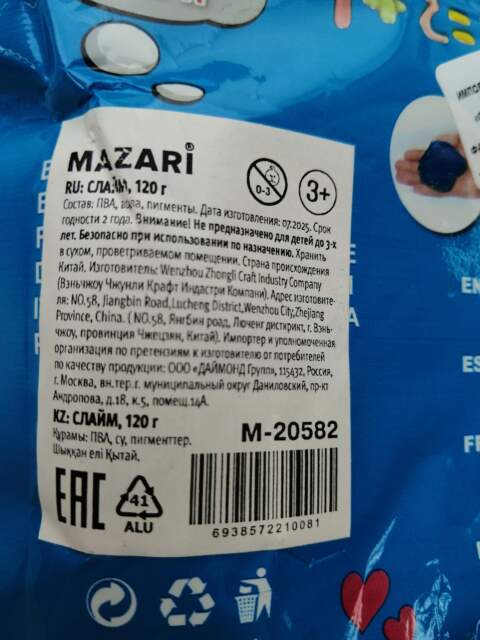 MAZARI®
0-3
3+
RU: СЛАЙМ, 120 г
Состав: ПВА, вода, пигменты. Дата изготовления: 07.2025. Срок
годности 2 года. Внимание! Не предназначено для детей до 3-х
лет. Безопасно при использовании по назначению. Хранить
в сухом, проветриваемом помещении. Страна происхождения
Китай. Изготовитель: Wenzhou Zhongli Craft Industry Company
(Вэньчжоу Чжунли Крафт Индастри Компани). Адрес изготовите-
ля: NO.58, Jiangbin Road,Lucheng District,Wenzhou City,Zhejiang
Province, China. ( NO.58, Янгбин роад, Люченг дистрикт, г. Вэнь-
чжоу, провинция Чжецзян, Китай). Импортер и уполномоченная
организация по претензиям к изготовителю от потребителей
по качеству продукции: ООО «ДАЙМОНД Групп», 115432, Россия,
г. Москва, вн.тер.г. муниципальный округ Даниловский, пр-кт
Андропова, д.18, к.5, помещ.14А.
KZ: СЛАЙМ, 120 г
Құрамы: ПВА, су, пигменттер.
Шыққан елі Қытай.
M-20582
EAC
41
ALU
6938572210081
EN
ES